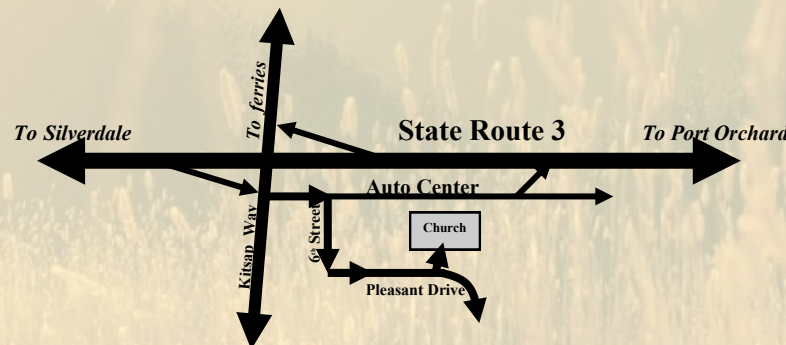 To ferries
State Route 3
To Silverdale
To Port Orchard
Auto Center
Kitsap Way
6th Street
Church
Pleasant Drive